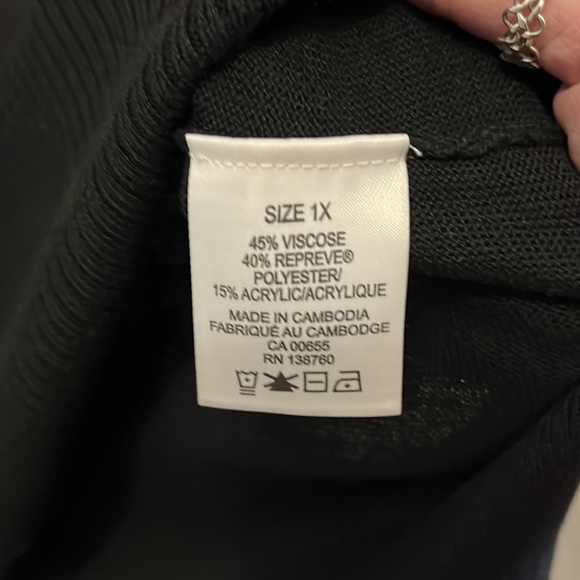 SIZE 1X
45% VISCOSE
40% REPREVE®
POLYESTER/
15% ACRYLIC/ACRYLIQUE
MADE IN CAMBODIA
FABRIQUÉ AU CAMBODGE
CA 00655
RN 138760